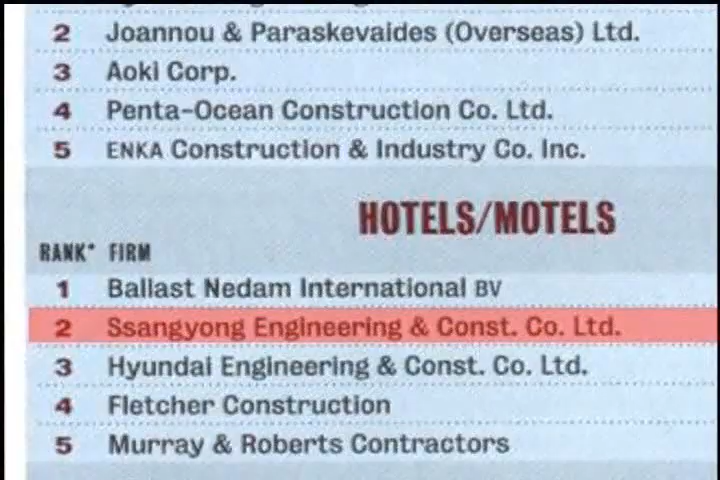 2 Joannou & Paraskevaides (Overseas) Ltd.
3 Aoki Corp.
4 Penta-Ocean Construction Co. Ltd.
5 ENKA Construction & Industry Co. Inc.
HOTELS/MOTELS
RANK* FIRM
1 Ballast Nedam International BV
2 Ssangyong Engineering & Const. Co. Ltd.
3 Hyundai Engineering & Const. Co. Ltd.
4 Fletcher Construction
5 Murray & Roberts Contractors